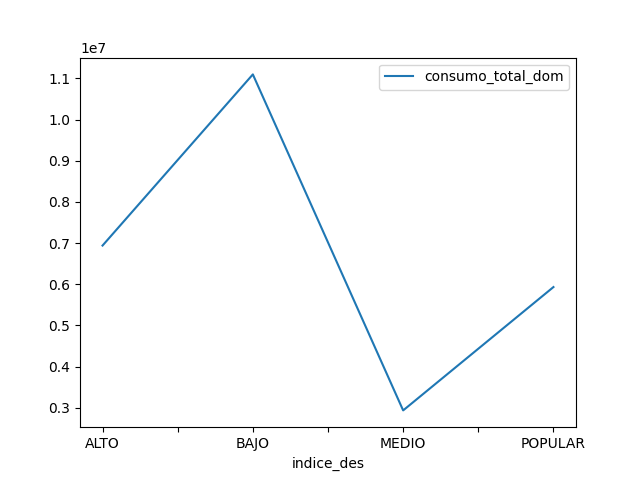 1e7
consumo_total_dom
1.1
1.0
0.9
0.8
0.7
0.6
0.5
0.4
0.3
ALTO BAJO MEDIO POPULAR
indice_des